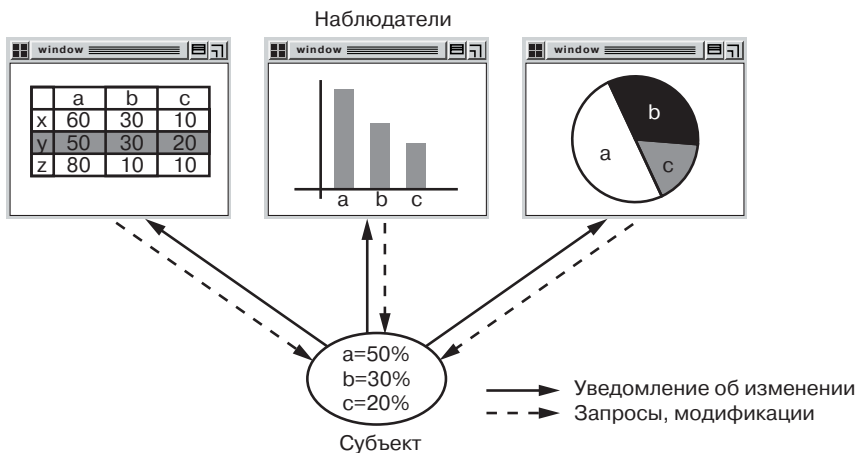 Наблюдатели
window
window
window
a b c
x 60 30 10
y 50 30 20
z 80 10 10
a b c
a
b
c
a=50%
b=30%
c=20%
Субъект
Уведомление об изменении
Запросы, модификации